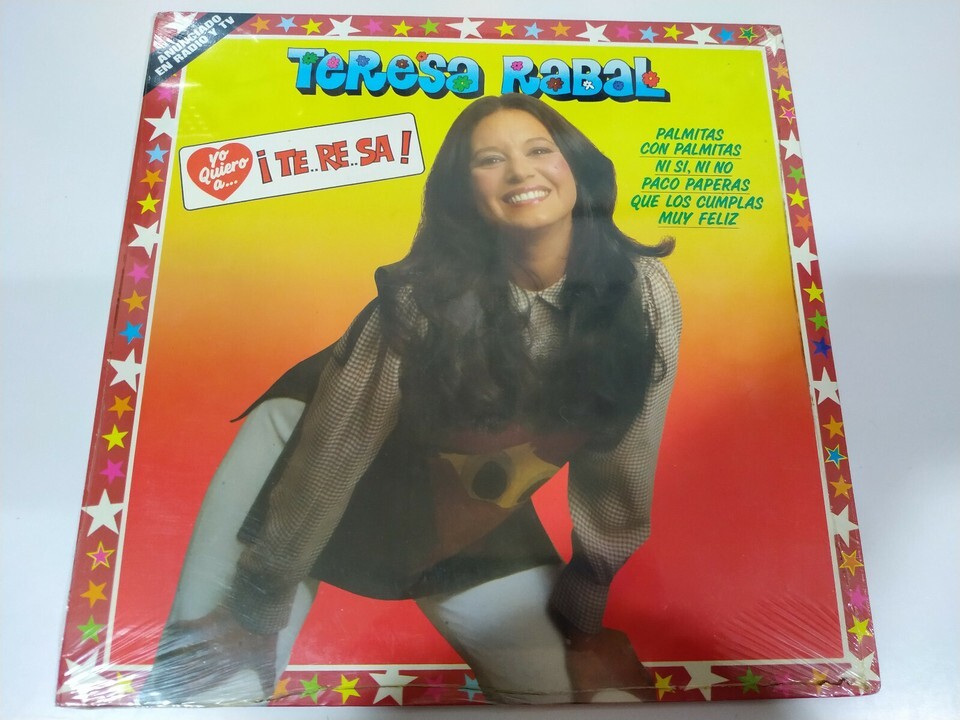 ANUNCIADO
EN RADIO Y TV
TERESA RABAL
yo
Quiero
a...
¡TE..RE..SA!
PALMITAS
CON PALMITAS
NI SI, NI NO
PACO PAPERAS
QUE LOS CUMPLAS
MUY FELIZ